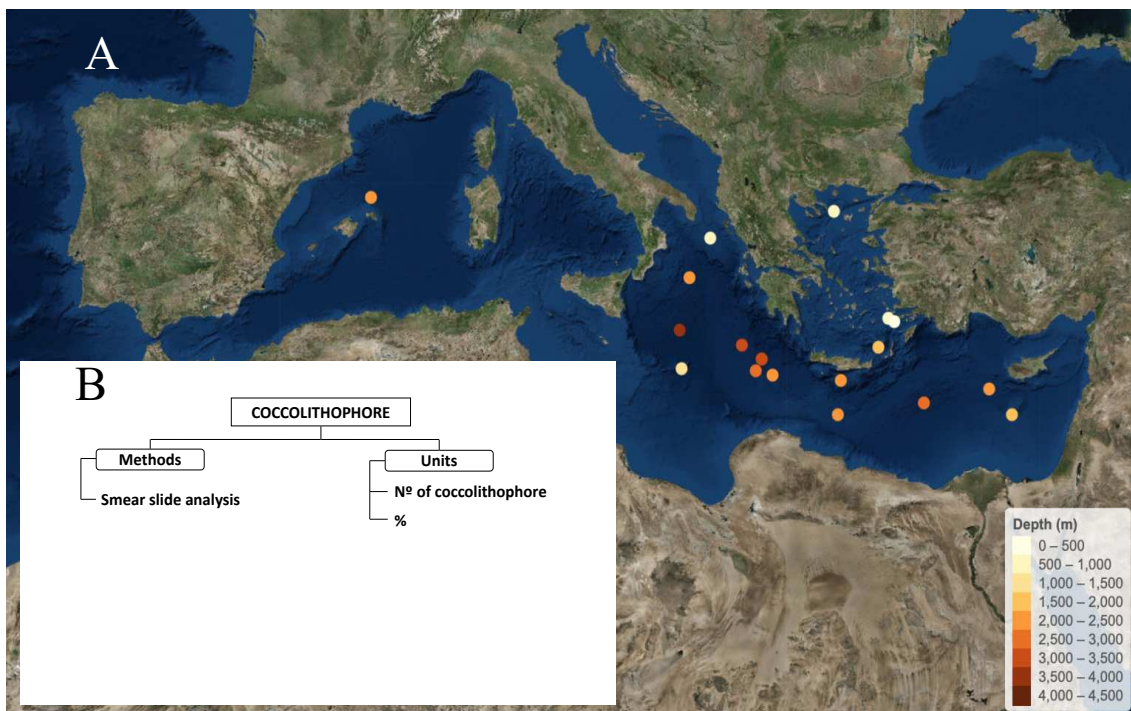 A
B
COCCOLITHOPHORE
Methods
Units
Smear slide analysis
Nº of coccolithophore
%
Depth (m)
0 – 500
500 – 1,000
1,000 – 1,500
1,500 – 2,000
2,000 – 2,500
2,500 – 3,000
3,000 – 3,500
3,500 – 4,000
4,000 – 4,500